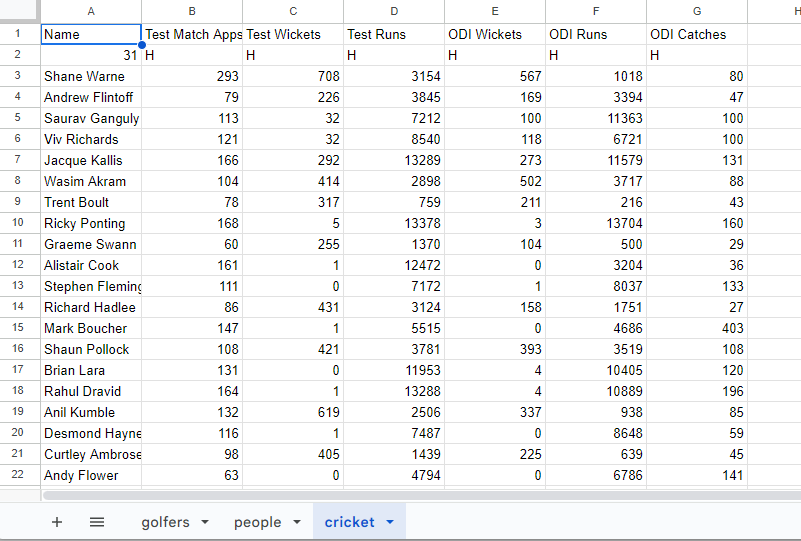 A B C D E F G H
1 Name Test Match Apps Test Wickets Test Runs ODI Wickets ODI Runs ODI Catches
2 31 H H H H H H
3 Shane Warne 293 708 3154 567 1018 80
4 Andrew Flintoff 79 226 3845 169 3394 47
5 Saurav Ganguly 113 32 7212 100 11363 100
6 Viv Richards 121 32 8540 118 6721 100
7 Jacque Kallis 166 292 13289 273 11579 131
8 Wasim Akram 104 414 2898 502 3717 88
9 Trent Boult 78 317 759 211 216 43
10 Ricky Ponting 168 5 13378 3 13704 160
11 Graeme Swann 60 255 1370 104 500 29
12 Alistair Cook 161 1 12472 0 3204 36
13 Stephen Fleming 111 0 7172 1 8037 133
14 Richard Hadlee 86 431 3124 158 1751 27
15 Mark Boucher 147 1 5515 0 4686 403
16 Shaun Pollock 108 421 3781 393 3519 108
17 Brian Lara 131 0 11953 4 10405 120
18 Rahul Dravid 164 1 13288 4 10889 196
19 Anil Kumble 132 619 2506 337 938 85
20 Desmond Hayne 116 1 7487 0 8648 59
21 Curtley Ambrose 98 405 1439 225 639 45
22 Andy Flower 63 0 4794 0 6786 141
+ golfers people cricket